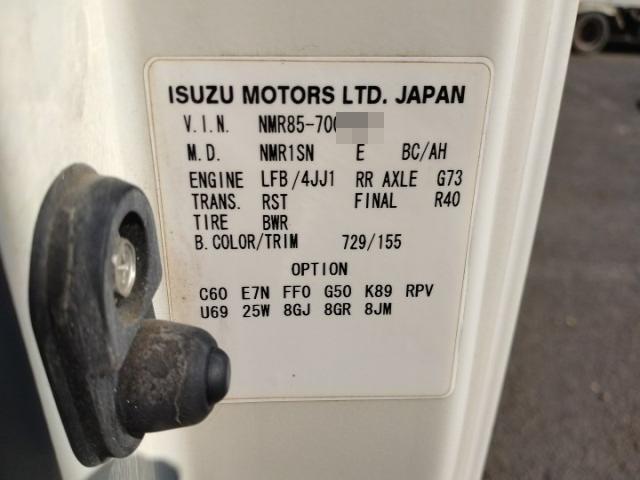 ISUZU MOTORS LTD. JAPAN
V.I.N. NMR85-70
M.D. NMR1SN E BC/AH
ENGINE LFB/4JJ1 RR AXLE G73
TRANS. RST FINAL R40
TIRE BWR
B.COLOR/TRIM 729/155
OPTION
C60 E7N FF0 G50 K89 RPV
U69 25W 8GJ 8GR 8JM